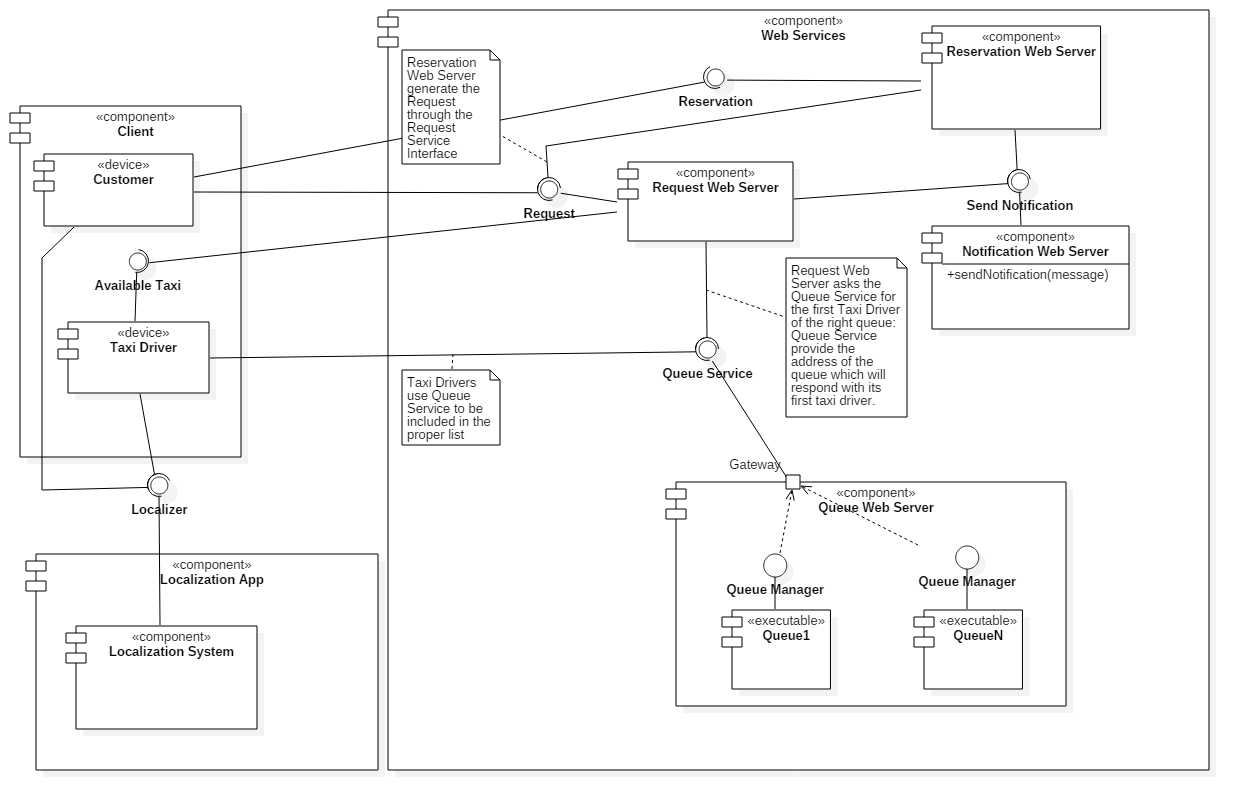 «component»
Web Services
«component»
Reservation Web Server
Reservation
Web Server
generate the
Request
through the
Request
Service
Interface
Reservation
«component»
Client
«device»
Customer
«component»
Request Web Server
Request
Send Notification
«component»
Notification Web Server
+sendNotification(message)
Available Taxi
«device»
Taxi Driver
Request Web
Server asks the
Queue Service for
the first Taxi Driver
of the right queue:
Queue Service
provide the
address of the
queue which will
respond with its
first taxi driver.
Queue Service
Taxi Drivers
use Queue
Service to be
included in the
proper list
Gateway
«component»
Queue Web Server
Localizer
«component»
Localization App
Queue Manager
Queue Manager
«executable»
Queue1
«executable»
QueueN
«component»
Localization System